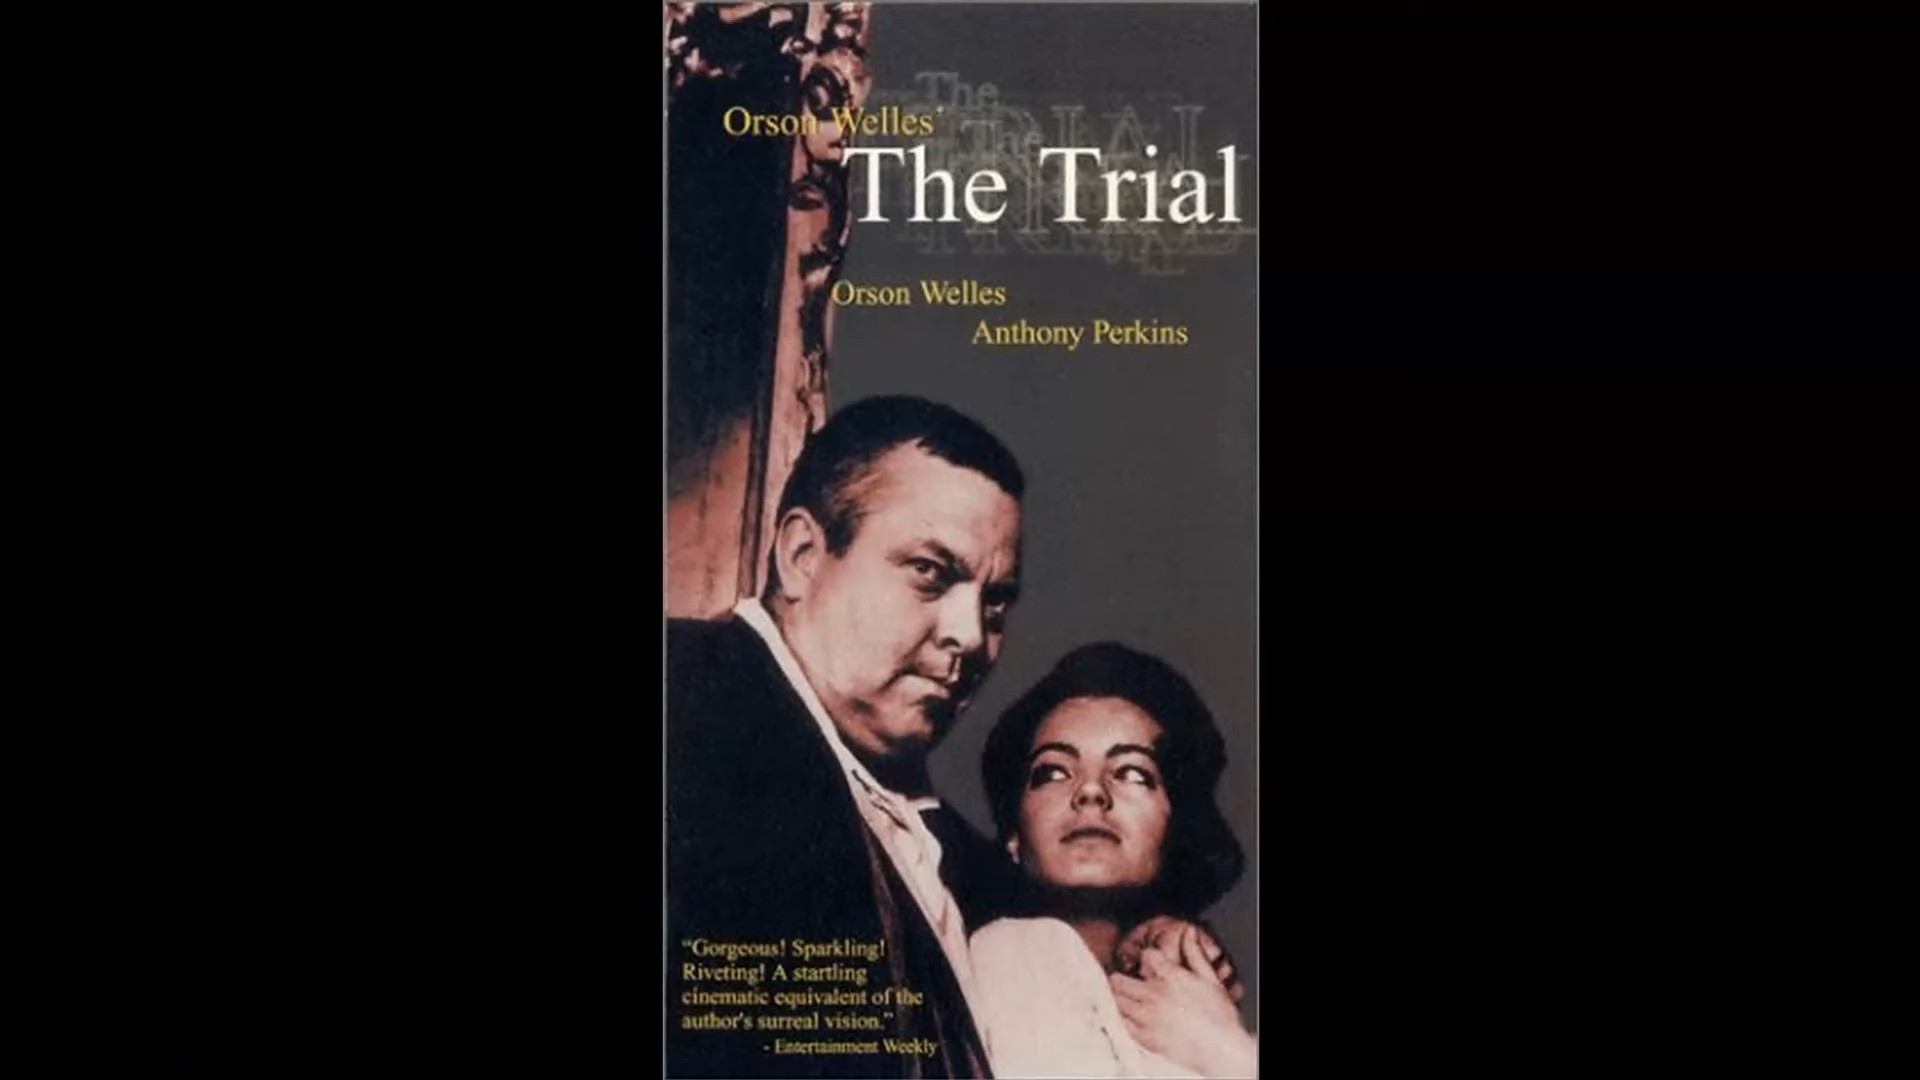 Orson Welles'
The Trial
Orson Welles
Anthony Perkins
“Gorgeous! Sparkling!
Riveting! A startling
cinematic equivalent of the
author's surreal vision.”
- Entertainment Weekly